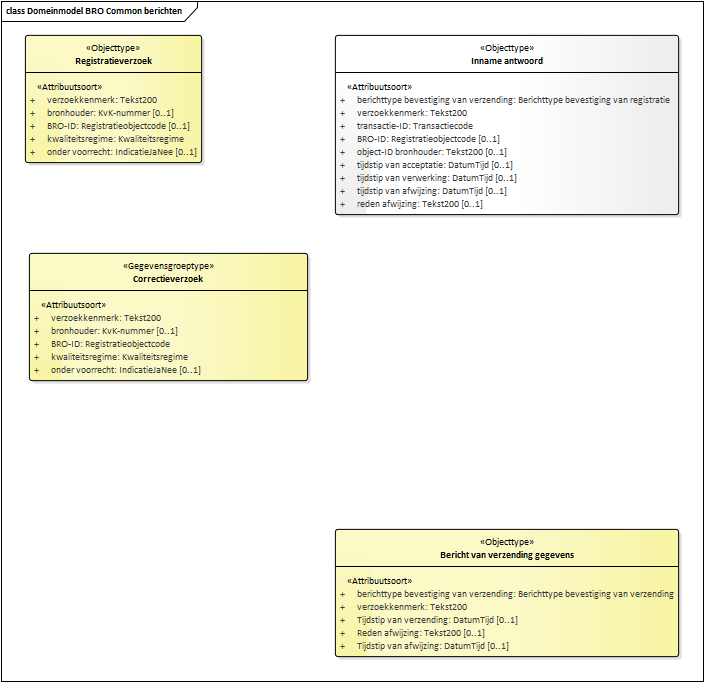 class Domeinmodel BRO Common berichten
«Objecttype»
Registratieverzoek
«Attribuutsoort»
+ verzoekkenmerk: Tekst200
+ bronhouder: KvK-nummer [0..1]
+ BRO-ID: Registratieobjectcode [0..1]
+ kwaliteitsregime: Kwaliteitsregime
+ onder voorrecht: IndicatieJaNee [0..1]
«Objecttype»
Inname antwoord
«Attribuutsoort»
+ berichttype bevestiging van verzending: Berichttype bevestiging van registratie
+ verzoekkenmerk: Tekst200
+ transactie-ID: Transactiecode
+ BRO-ID: Registratieobjectcode [0..1]
+ object-ID bronhouder: Tekst200 [0..1]
+ tijdstip van acceptatie: DatumTijd [0..1]
+ tijdstip van verwerking: DatumTijd [0..1]
+ tijdstip van afwijzing: DatumTijd [0..1]
+ reden afwijzing: Tekst200 [0..1]
«Gegevensgroeptype»
Correctieverzoek
«Attribuutsoort»
+ verzoekkenmerk: Tekst200
+ bronhouder: KvK-nummer [0..1]
+ BRO-ID: Registratieobjectcode
+ kwaliteitsregime: Kwaliteitsregime
+ onder voorrecht: IndicatieJaNee [0..1]
«Objecttype»
Bericht van verzending gegevens
«Attribuutsoort»
+ berichttype bevestiging van verzending: Berichttype bevestiging van verzending
+ verzoekkenmerk: Tekst200
+ Tijdstip van verzending: DatumTijd [0..1]
+ Reden afwijzing: Tekst200 [0..1]
+ Tijdstip van afwijzing: DatumTijd [0..1]